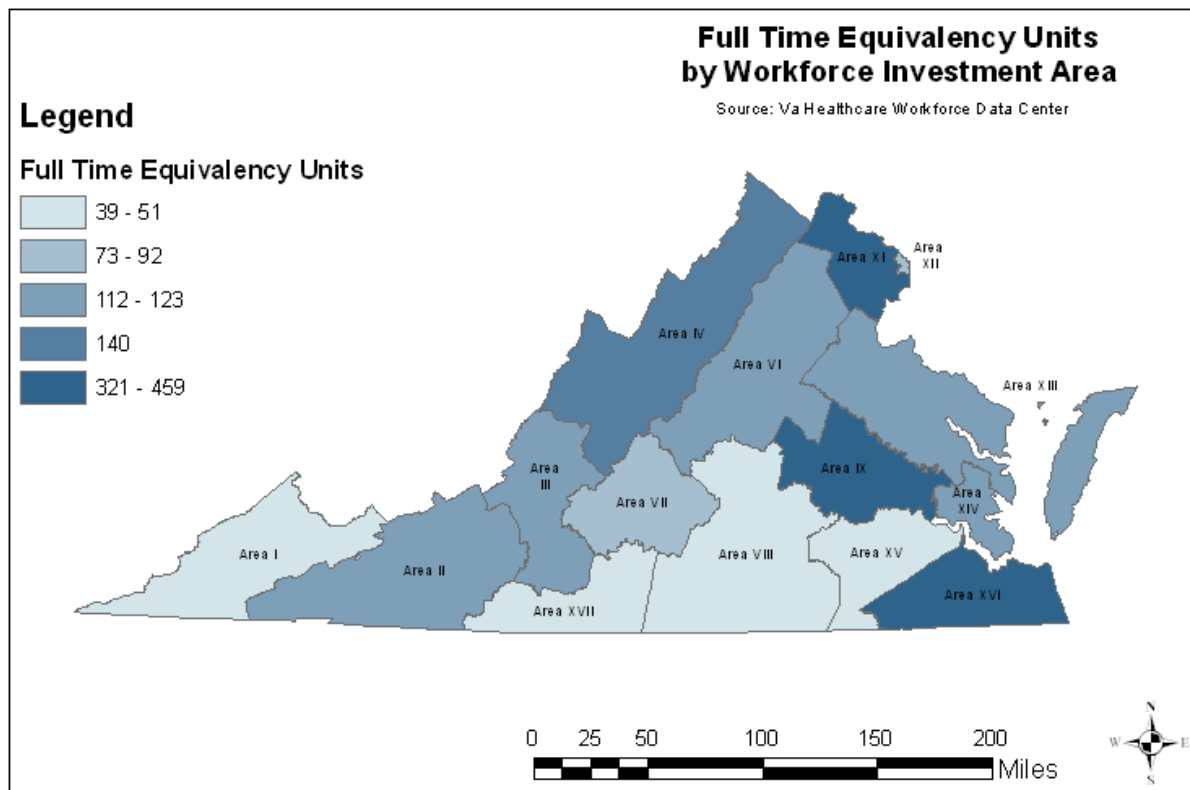 Full Time Equivalency Units
by Workforce Investment Area
Source: Va Healthcare Workforce Data Center
Legend
Full Time Equivalency Units
39 - 51
73 - 92
112 - 123
140
321 - 459
Area XI
Area
XII
Area IV
Area VI
Area XIII
Area
III
Area IX
Area VII
Area
XIV
Area I
Area II
Area VIII
Area XV
Area XVII
Area XVI
0 25 50 100 150 200
Miles
N
W E
S